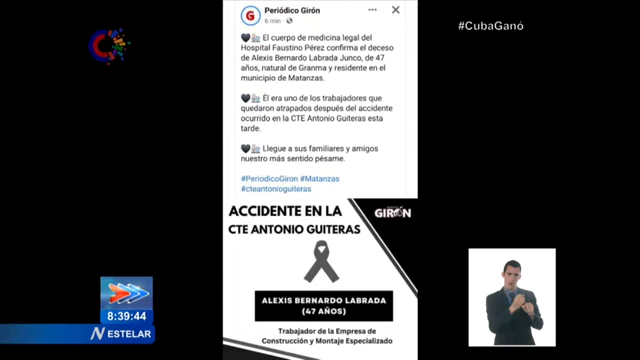 Periódico Girón
6 min
#CubaGanó
🖤🏭 El cuerpo de medicina legal del
Hospital Faustino Pérez confirma el deceso
de Alexis Bernardo Labrada Junco, de 47
años, natural de Granma y residente en el
municipio de Matanzas.
🖤🏭 Él era uno de los trabajadores que
quedaron atrapados después del accidente
ocurrido en la CTE Antonio Guiteras esta
tarde.
🖤🏭 Llegue a sus familiares y amigos
nuestro más sentido pésame.
#PeriodicoGiron #Matanzas
#cteantonioguiteras
ACCIDENTE EN LA
CTE ANTONIO GUITERAS
GIRÓN
ALEXIS BERNARDO LABRADA
(47 AÑOS)
Trabajador de la Empresa de
Construcción y Montaje Especializado
8:39:44
N ESTELAR